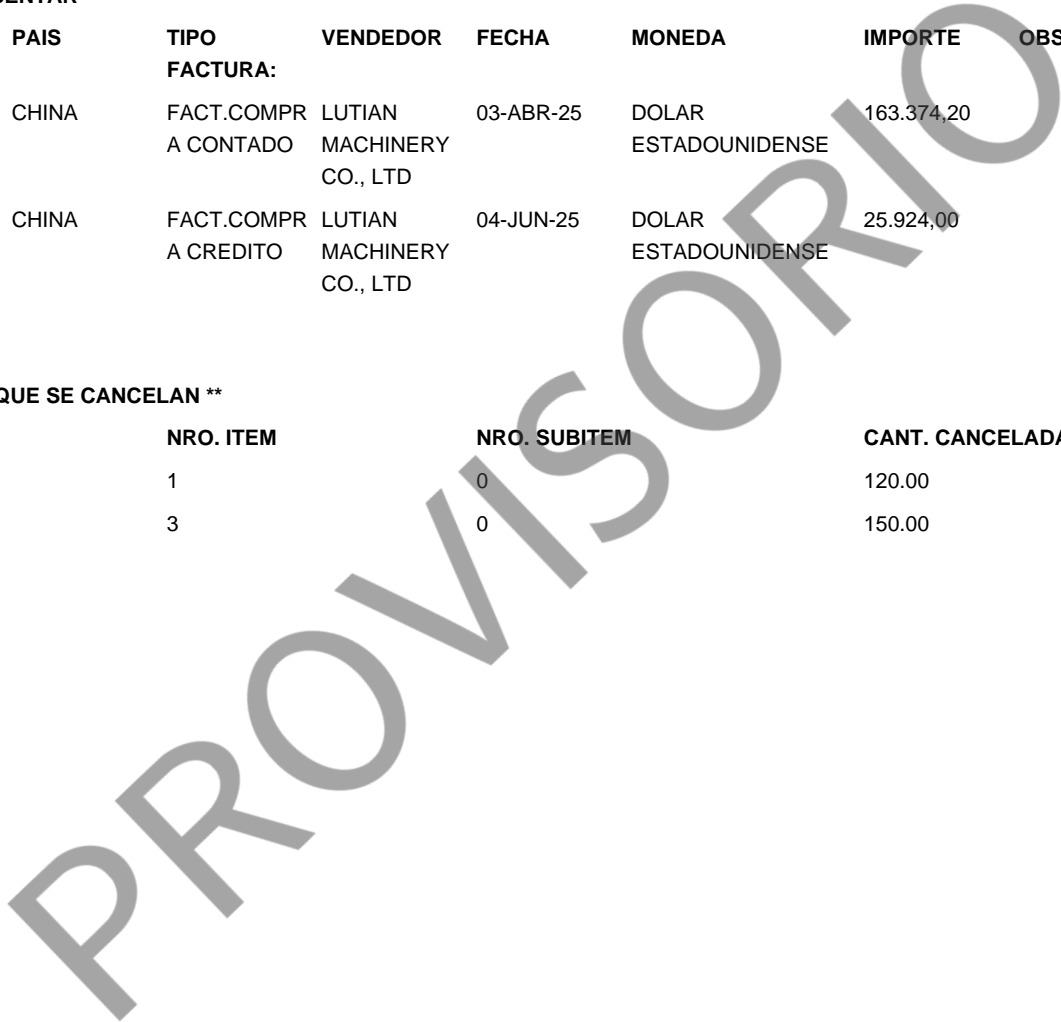 PAIS TIPO VENDEDOR FECHA MONEDA IMPORTE
FACTURA:
CHINA FACT.COMPR LUTIAN 03-ABR-25 DOLAR 163.374,20
A CONTADO MACHINERY ESTADOUNIDENSE
CO., LTD
CHINA FACT.COMPR LUTIAN 04-JUN-25 DOLAR 25.924,00
A CREDITO MACHINERY ESTADOUNIDENSE
CO., LTD
QUE SE CANCELAN **
NRO. ITEM NRO. SUBITEM CANT. CANCELADA
1 0 120.00
3 0 150.00
PROVISORIO